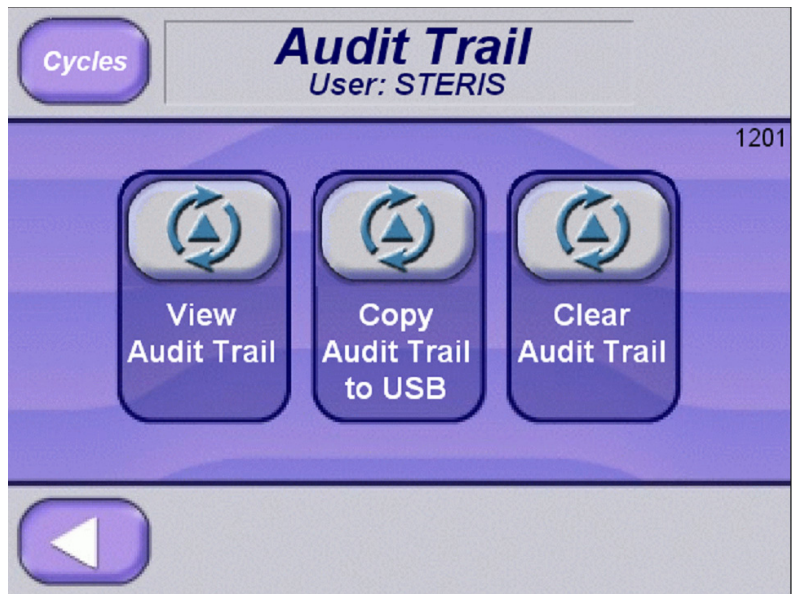 Cycles
Audit Trail
User: STERIS
1201
View
Audit Trail
Copy
Audit Trail
to USB
Clear
Audit Trail